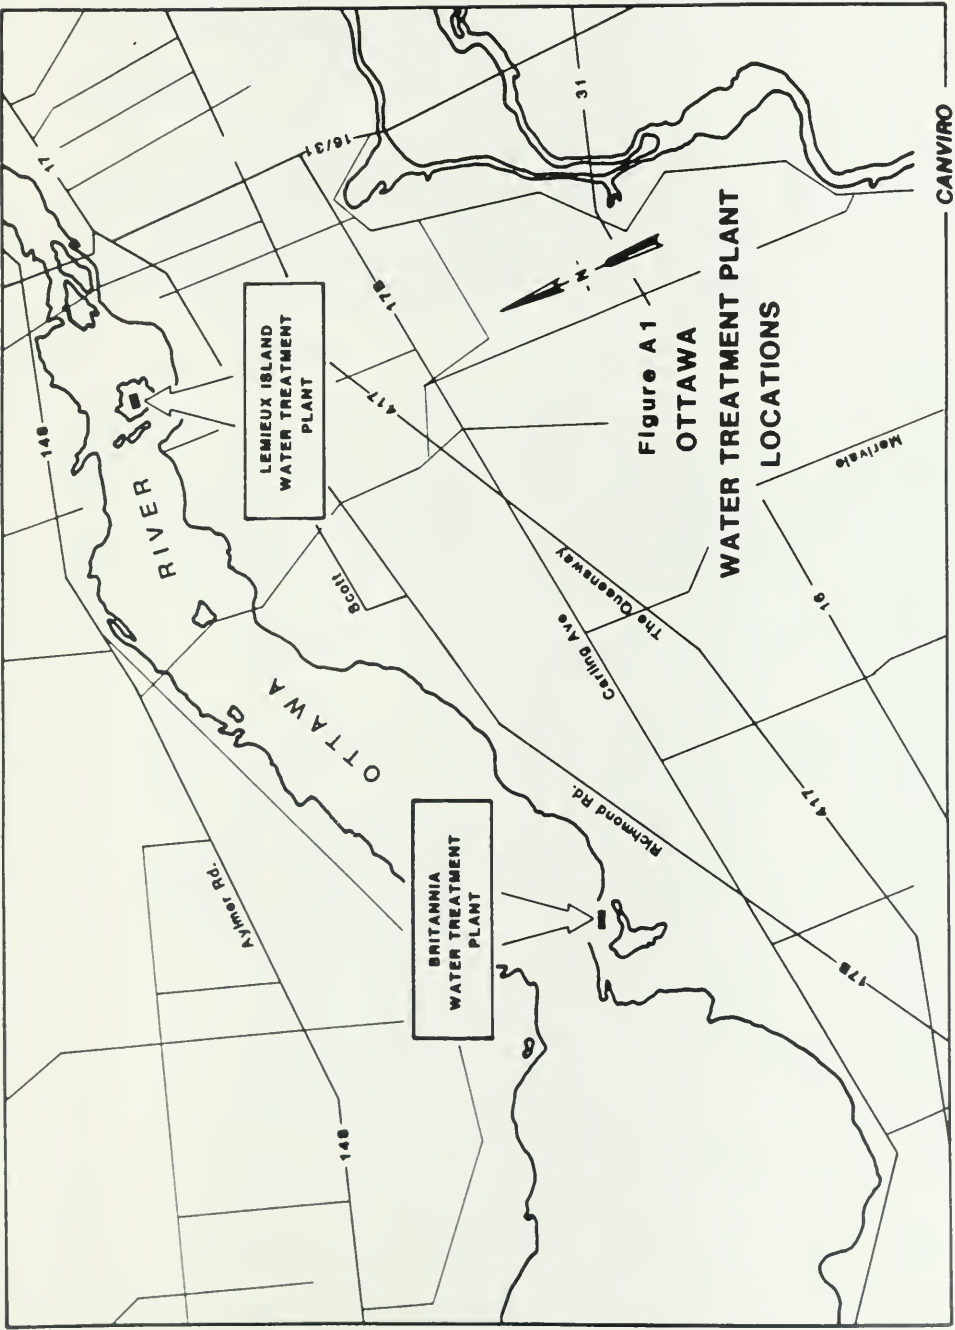 17
16/31
31
148
LEMIEUX ISLAND
WATER TREATMENT
PLANT
17B
417
RIVER
OTTAWA
Scott
The Queensway
Carling Ave
Merivale
16
Richmond Rd.
417
17B
Aylmer Rd.
BRITANNIA
WATER TREATMENT
PLANT
148
N
Figure A1
OTTAWA
WATER TREATMENT PLANT
LOCATIONS
CANVIRO